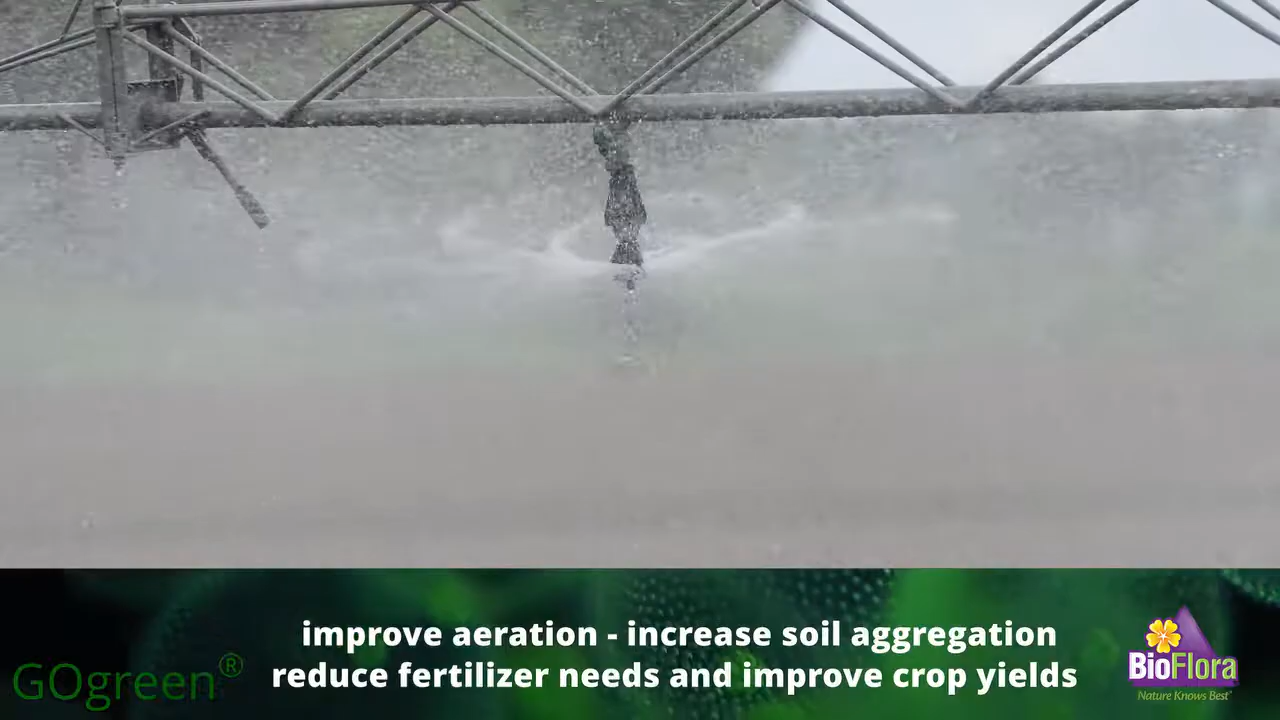 improve aeration - increase soil aggregation
reduce fertilizer needs and improve crop yields
GOgreen®
BioFlora
Nature Knows Best